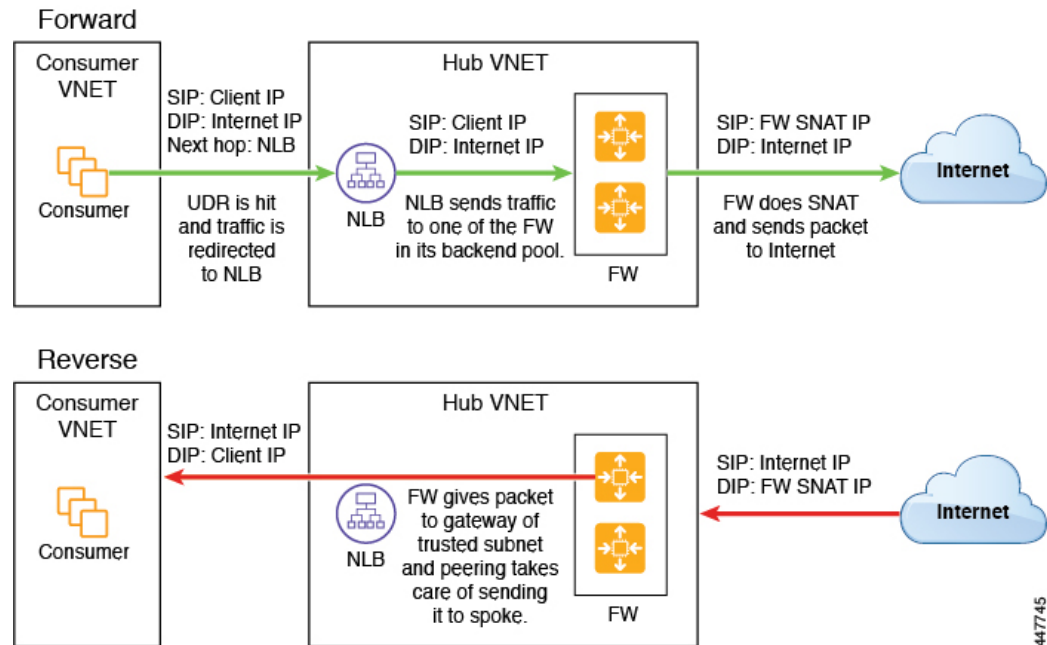 Forward
Consumer
VNET
Consumer
SIP: Client IP
DIP: Internet IP
Next hop: NLB
UDR is hit
and traffic is
redirected
to NLB
Hub VNET
NLB
SIP: Client IP
DIP: Internet IP
NLB sends traffic
to one of the FW
in its backend pool.
FW
SIP: FW SNAT IP
DIP: Internet IP
FW does SNAT
and sends packet
to Internet
Internet
Reverse
Consumer
VNET
Consumer
SIP: Internet IP
DIP: Client IP
Hub VNET
NLB
FW gives packet
to gateway of
trusted subnet
and peering takes
care of sending
it to spoke.
FW
SIP: Internet IP
DIP: FW SNAT IP
Internet
447745